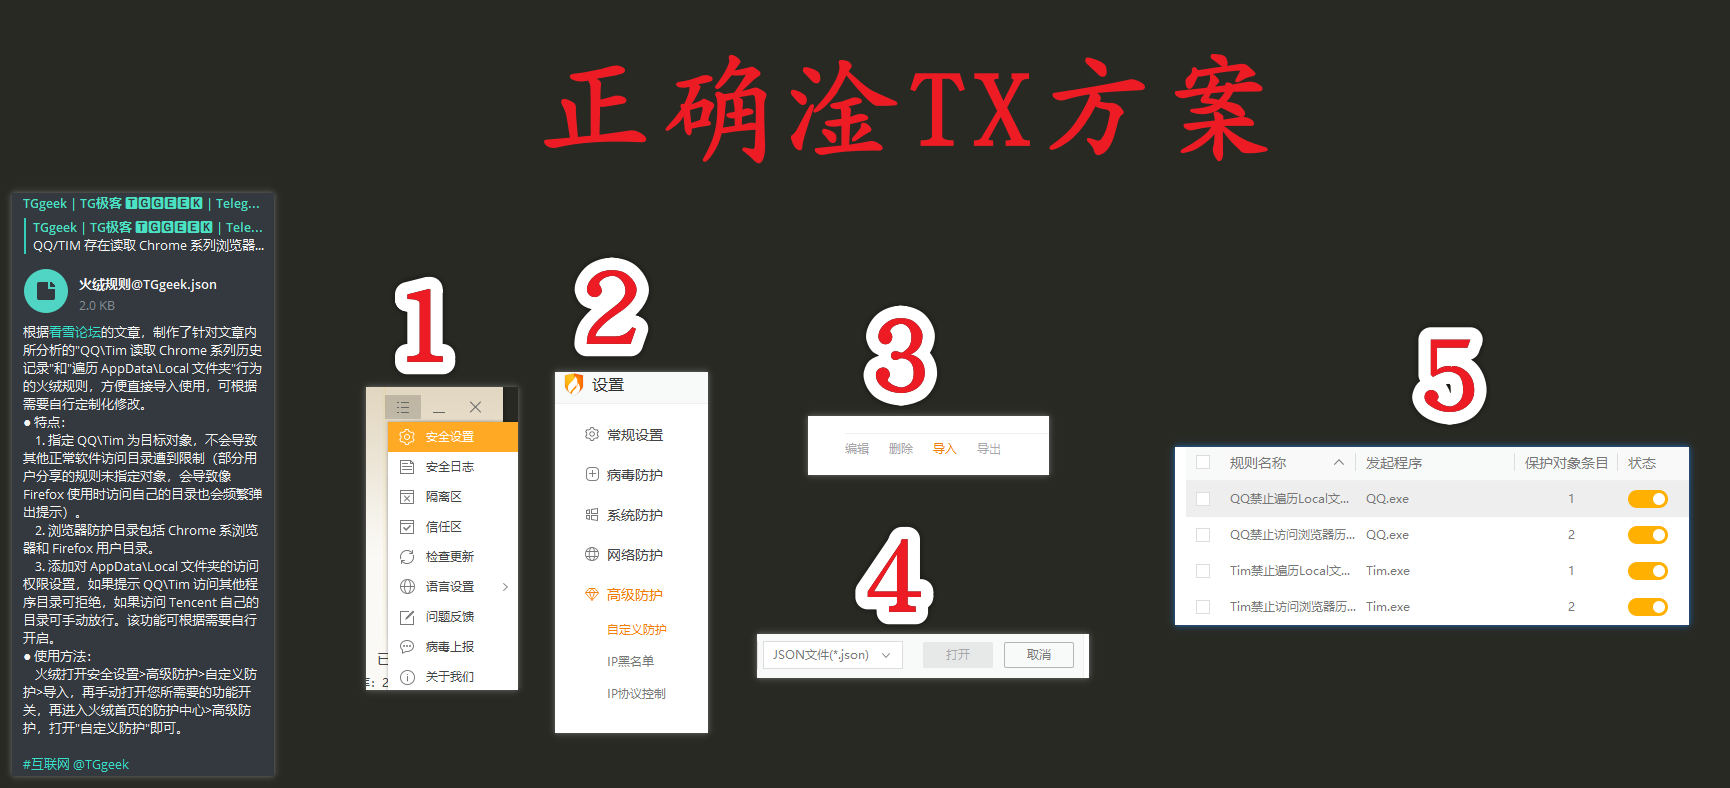 正确淦TX方案
TGgeek | TG极客 🆃🅶🅶🅴🅴🅺 | Teleg...
TGgeek | TG极客 🆃🅶🅶🅴🅴🅺 | Tele...
QQ/TIM 存在读取 Chrome 系列浏览器...
火绒规则@TGgeek.json
2.0 KB
根据看雪论坛的文章，制作了针对文章内
所分析的"QQ\Tim 读取 Chrome 系列历史
记录"和"遍历 AppData\Local 文件夹"行为
的火绒规则，方便直接导入使用，可根据
需要自行定制化修改。
● 特点：
1. 指定 QQ\Tim 为目标对象，不会导致
其他正常软件访问目录遭到限制（部分用
户分享的规则未指定对象，会导致像
Firefox 使用时访问自己的目录也会频繁弹
出提示）。
2. 浏览器防护目录包括 Chrome 系浏览
器和 Firefox 用户目录。
3. 添加对 AppData\Local 文件夹的访问
权限设置，如果提示 QQ\Tim 访问其他程
序目录可拒绝，如果访问 Tencent 自己的
目录可手动放行。该功能可根据需要自行
开启。
● 使用方法：
火绒打开安全设置>高级防护>自定义防
护>导入，再手动打开您所需要的功能开
关，再进入火绒首页的防护中心>高级防
护，打开"自定义防护"即可。
#互联网 @TGgeek
1
安全设置
安全日志
隔离区
信任区
检查更新
语言设置
问题反馈
病毒上报
关于我们
已
：2
2
设置
常规设置
病毒防护
系统防护
网络防护
高级防护
自定义防护
IP黑名单
IP协议控制
3
编辑 删除 导入 导出
4
JSON文件(*.json) 打开 取消
5
规则名称 发起程序 保护对象条目 状态
QQ禁止遍历Local文... QQ.exe 1
QQ禁止访问浏览器历... QQ.exe 2
Tim禁止遍历Local文... Tim.exe 1
Tim禁止访问浏览器历... Tim.exe 2